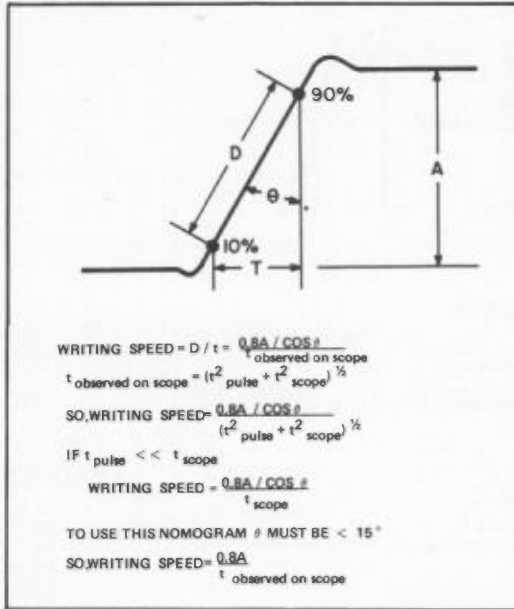 90%
D
A
θ
10%
T
WRITING SPEED = D / t = 0.8A / COS θ
t observed on scope
t observed on scope = (t² pulse + t² scope) ½
SO,WRITING SPEED= 0.8A / COS θ
(t² pulse + t² scope) ½
IF t pulse < < t scope
WRITING SPEED = 0.8A / COS θ
t scope
TO USE THIS NOMOGRAM θ MUST BE < 15°
SO,WRITING SPEED= 0.8A
t observed on scope